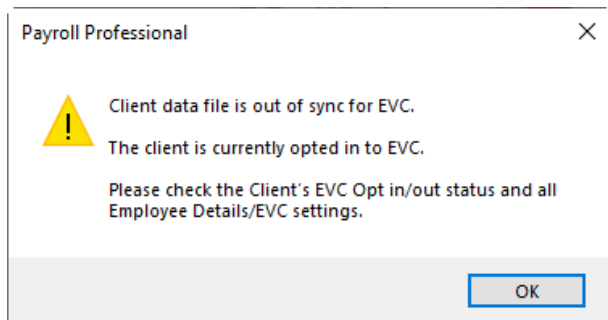 Payroll Professional
Client data file is out of sync for EVC.
The client is currently opted in to EVC.
Please check the Client's EVC Opt in/out status and all
Employee Details/EVC settings.
OK